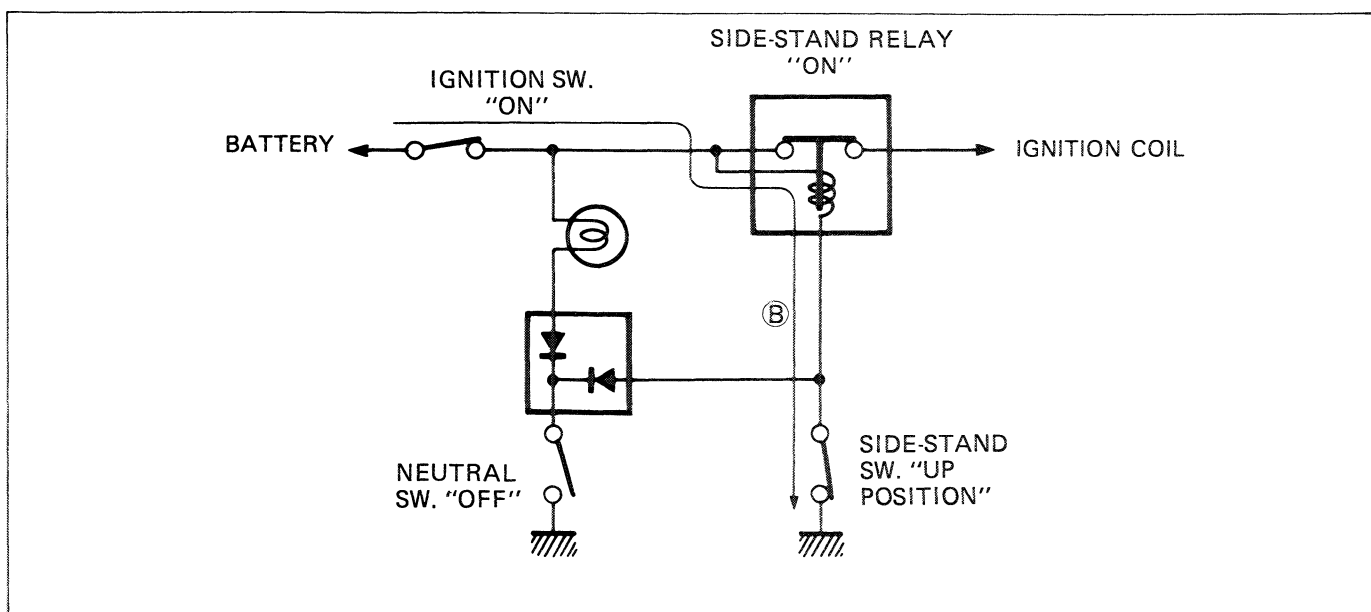 SIDE-STAND RELAY
"ON"
IGNITION SW.
"ON"
BATTERY
IGNITION COIL
B
NEUTRAL
SW. "OFF"
SIDE-STAND
SW. "UP
POSITION"